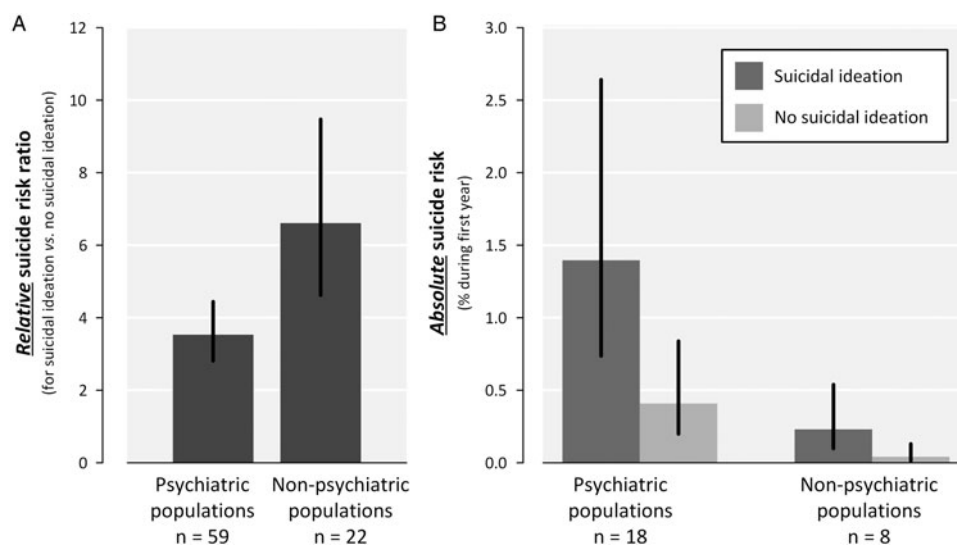 A
Relative suicide risk ratio
(for suicidal ideation vs. no suicidal ideation)
12
10
8
6
4
2
0
Psychiatric
populations
n = 59
Non-psychiatric
populations
n = 22
B
Absolute suicide risk
(% during first year)
3.0
2.5
2.0
1.5
1.0
0.5
0.0
Suicidal ideation
No suicidal ideation
Psychiatric
populations
n = 18
Non-psychiatric
populations
n = 8